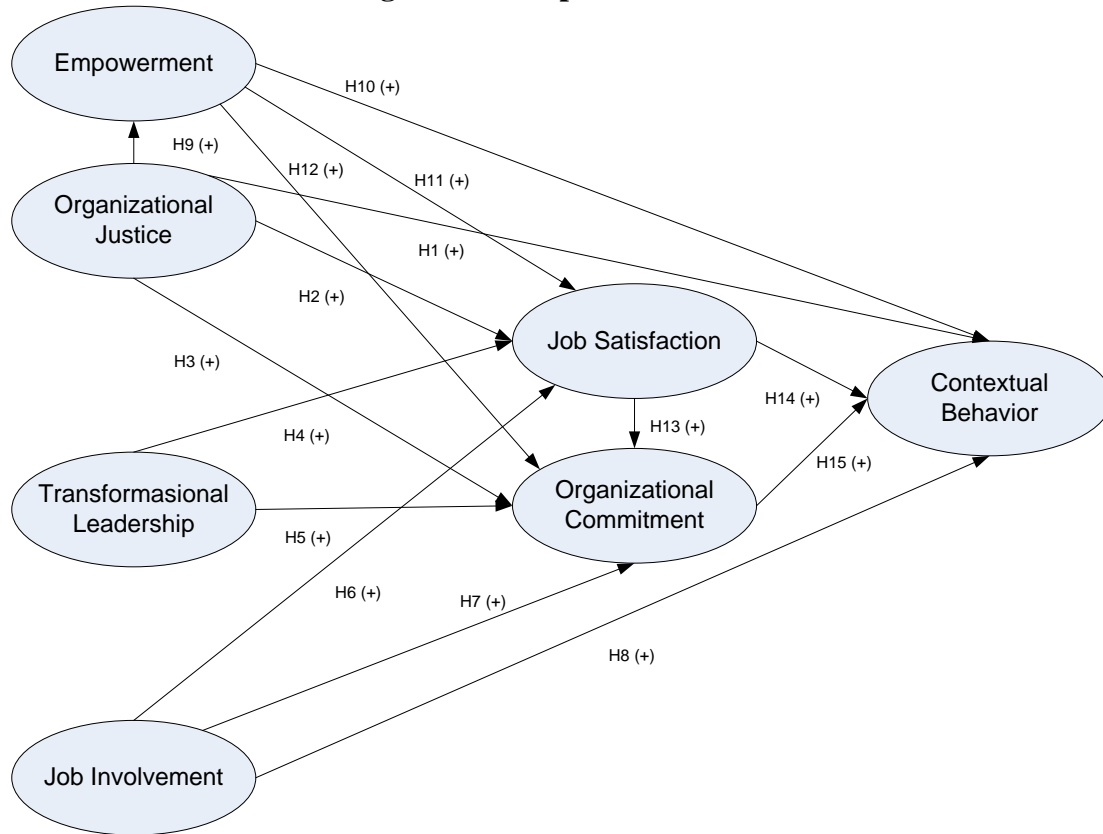 Empowerment
H10 (+)
H9 (+)
H12 (+)
H11 (+)
Organizational
Justice
H1 (+)
H2 (+)
Job Satisfaction
H3 (+)
Contextual
Behavior
H14 (+)
H13 (+)
H4 (+)
H15 (+)
Transformasional
Leadership
Organizational
Commitment
H5 (+)
H6 (+)
H7 (+)
H8 (+)
Job Involvement